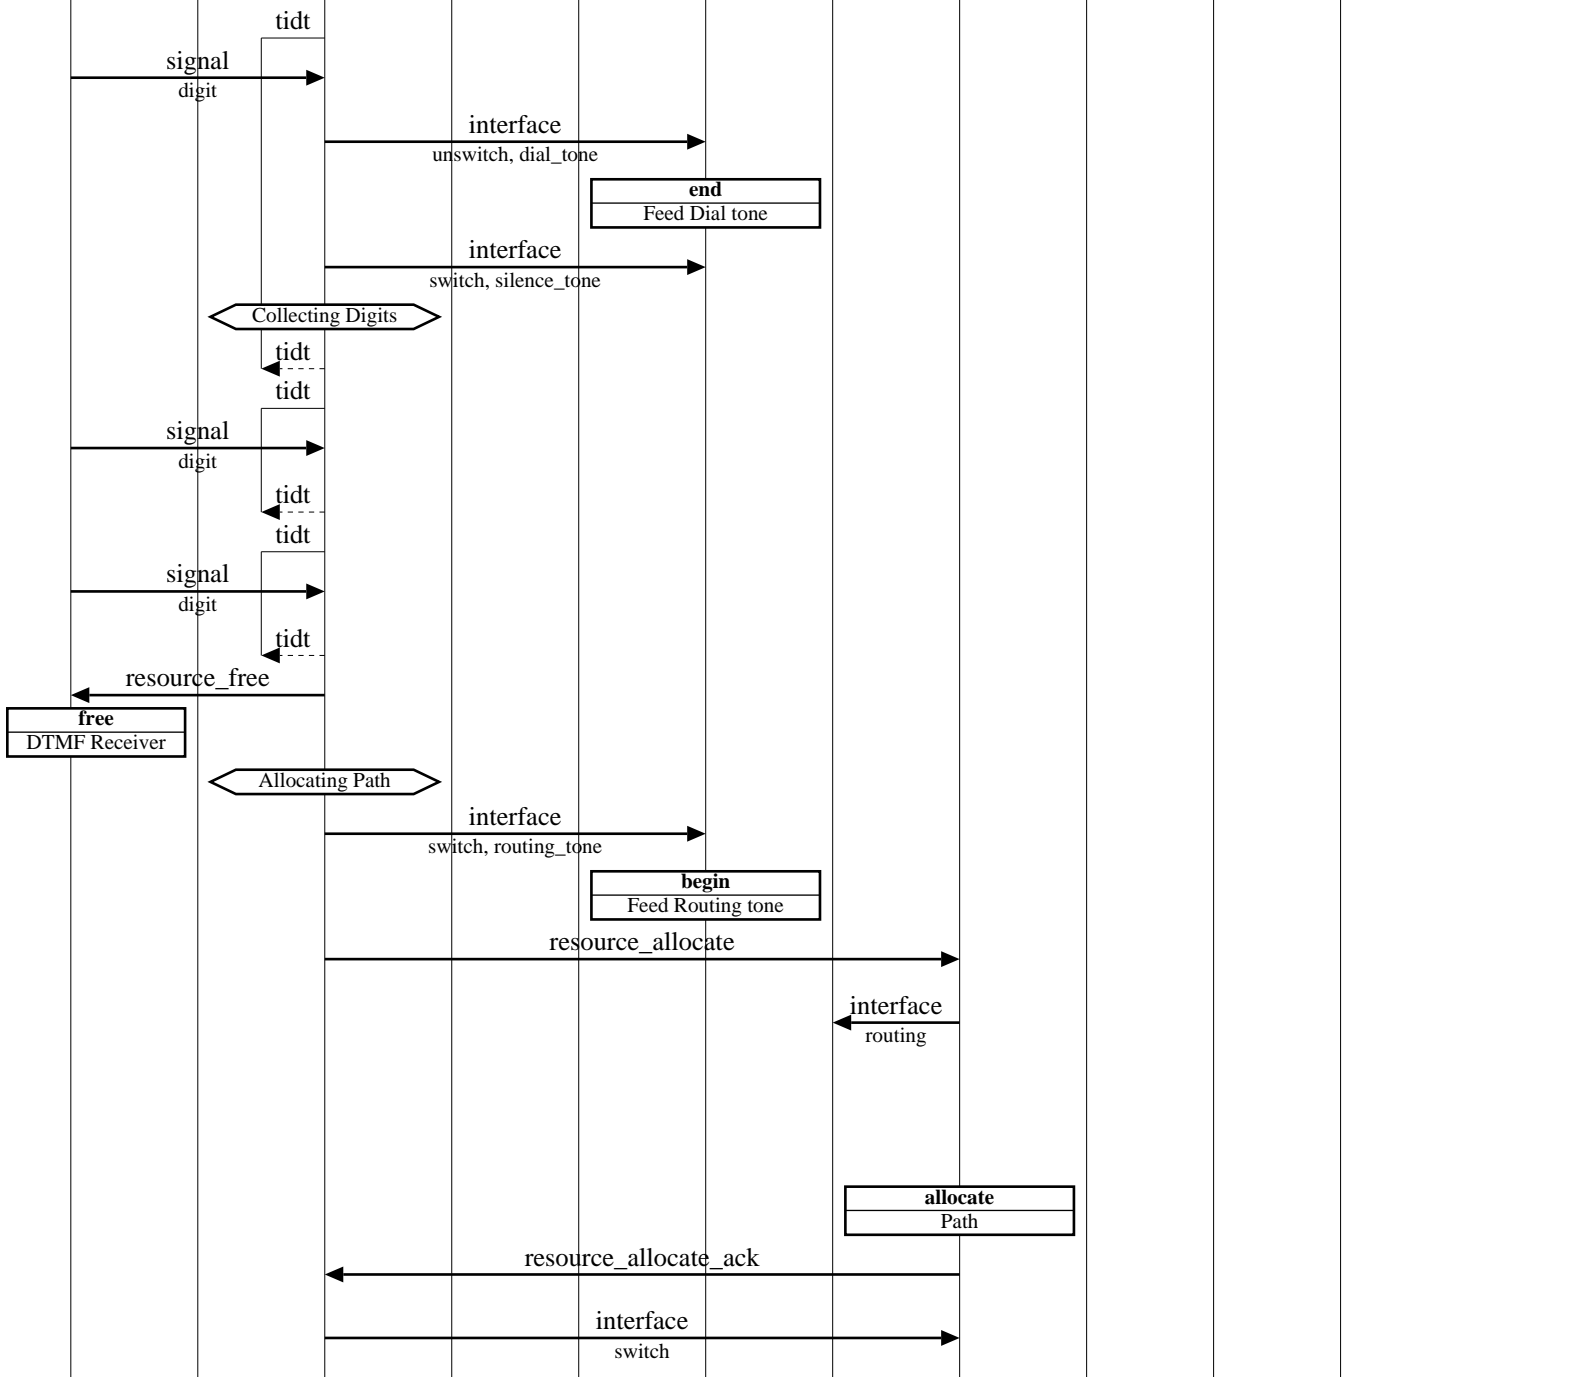 tidt
signal
digit
interface
unswitch, dial_tone
end
Feed Dial tone
interface
switch, silence_tone
Collecting Digits
tidt
tidt
signal
digit
tidt
tidt
signal
digit
tidt
resource_free
free
DTMF Receiver
Allocating Path
interface
switch, routing_tone
begin
Feed Routing tone
resource_allocate
interface
routing
allocate
Path
resource_allocate_ack
interface
switch